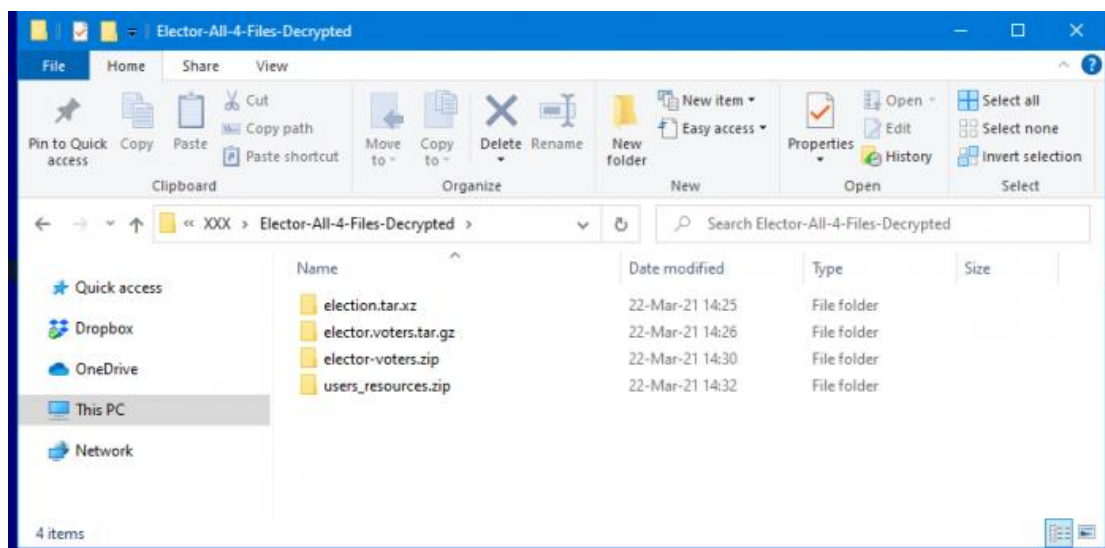 Elector-All-4-Files-Decrypted
File Home Share View
Pin to Quick access
Copy
Paste
Cut
Copy path
Paste shortcut
Clipboard
Move to
Copy to
Delete
Rename
Organize
New folder
New item
Easy access
New
Properties
Open
Edit
History
Open
Select all
Select none
Invert selection
Select
« XXX › Elector-All-4-Files-Decrypted ›
Search Elector-All-4-Files-Decrypted
Quick access
Dropbox
OneDrive
This PC
Network
Name Date modified Type Size
election.tar.xz 22-Mar-21 14:25 File folder
elector.voters.tar.gz 22-Mar-21 14:26 File folder
elector-voters.zip 22-Mar-21 14:30 File folder
users_resources.zip 22-Mar-21 14:32 File folder
4 items